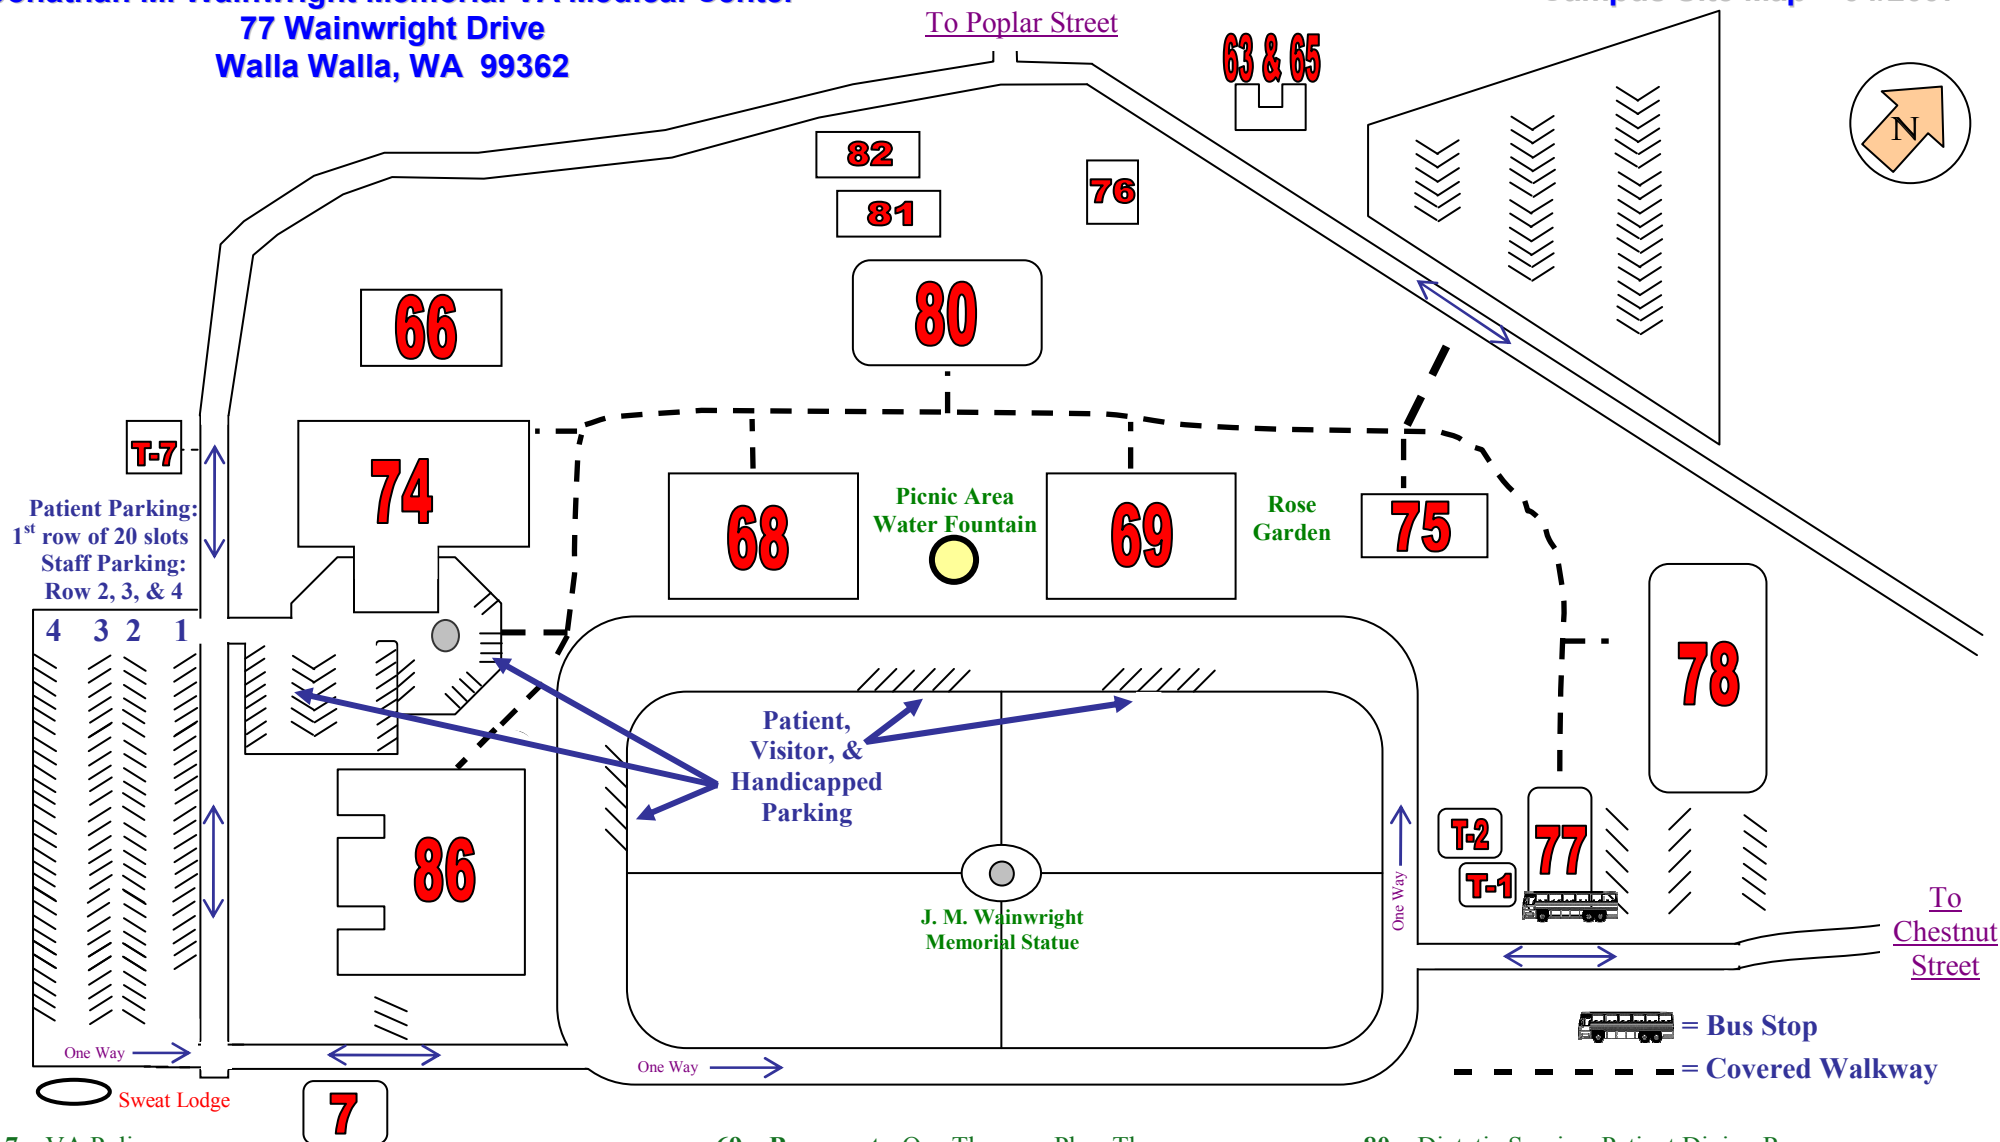 77 Wainwright Drive
Walla Walla, WA 99362
To Poplar Street
63 & 65
N
82
76
81
66
80
T-7
74
Patient Parking:
1st row of 20 slots
Staff Parking:
Row 2, 3, & 4
4 3 2 1
68
Picnic Area
Water Fountain
69
Rose
Garden
75
78
Patient,
Visitor, &
Handicapped
Parking
86
J. M. Wainwright
Memorial Statue
One Way
T-2
T-1
77
To
Chestnut
Street
= Bus Stop
= Covered Walkway
One Way
One Way
Sweat Lodge
7